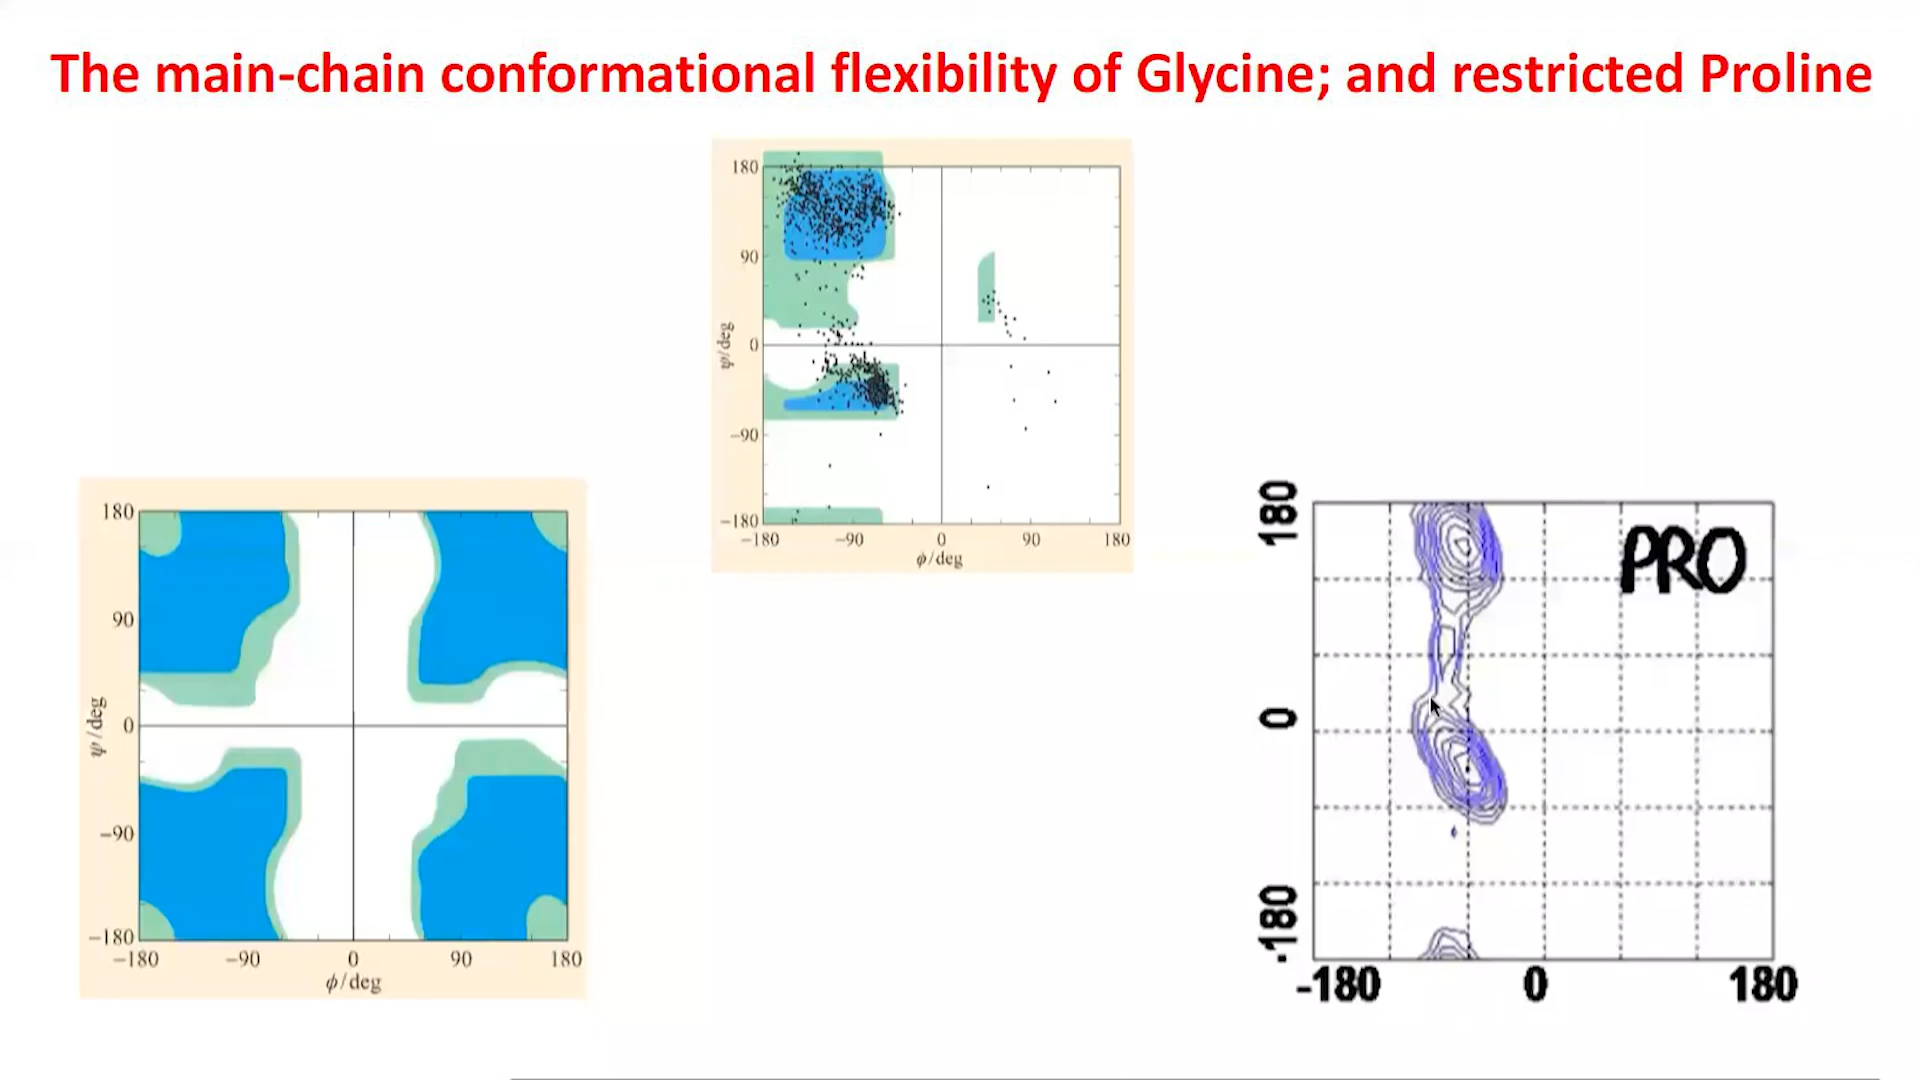 The main-chain conformational flexibility of Glycine; and restricted Proline
180
90
0
−90
−180
ψ/deg
−180 −90 0 90 180
ϕ/deg
180
90
0
−90
−180
ψ/deg
−180 −90 0 90 180
ϕ/deg
PRO
180
0
-180
-180 0 180